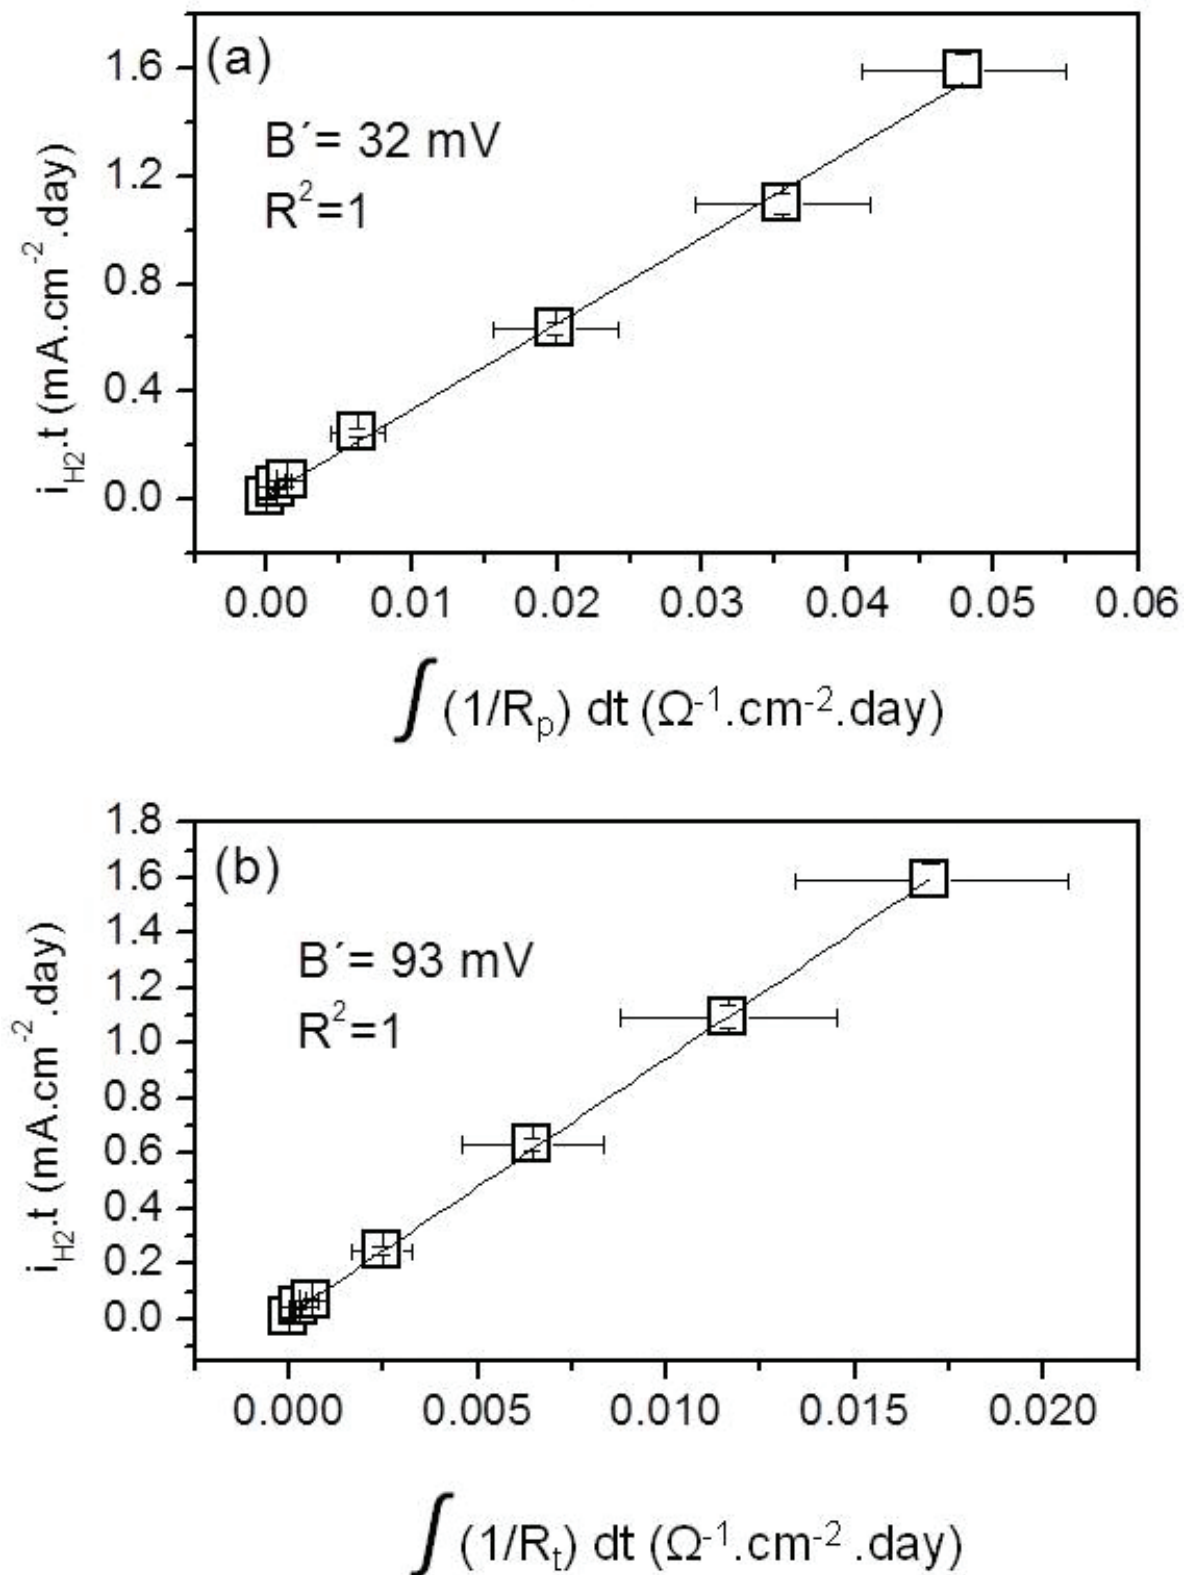 (a)
B´= 32 mV
R²=1
1.6
1.2
0.8
0.4
0.0
i_H2.t (mA.cm⁻².day)
0.00 0.01 0.02 0.03 0.04 0.05 0.06
∫ (1/Rₚ) dt (Ω⁻¹.cm⁻².day)
(b)
B´= 93 mV
R²=1
1.8
1.6
1.4
1.2
1.0
0.8
0.6
0.4
0.2
0.0
i_H2.t (mA.cm⁻².day)
0.000 0.005 0.010 0.015 0.020
∫ (1/Rₜ) dt (Ω⁻¹.cm⁻² .day)